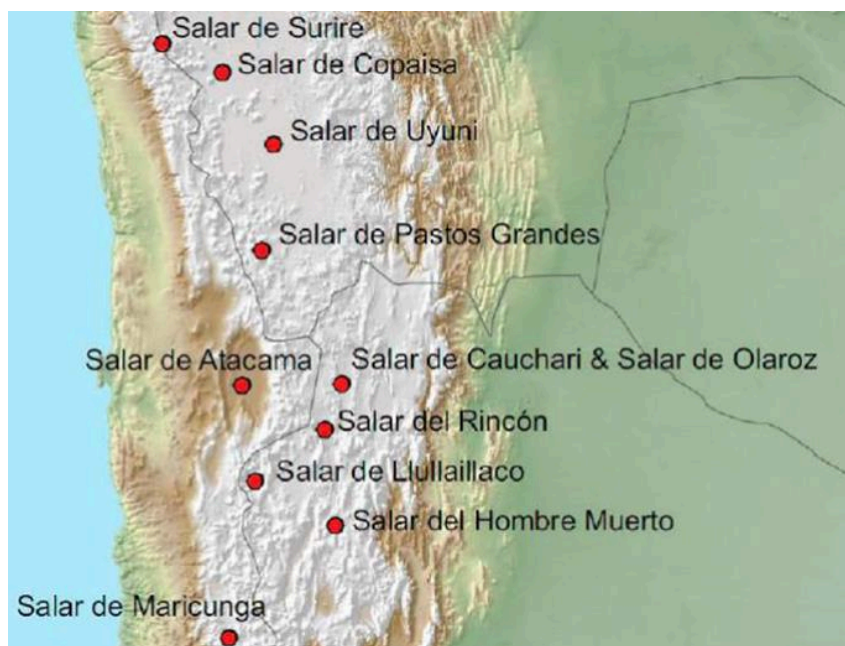 Salar de Surire
Salar de Copaisa
Salar de Uyuni
Salar de Pastos Grandes
Salar de Atacama
Salar de Cauchari & Salar de Olaroz
Salar del Rincón
Salar de Llullaillaco
Salar del Hombre Muerto
Salar de Maricunga